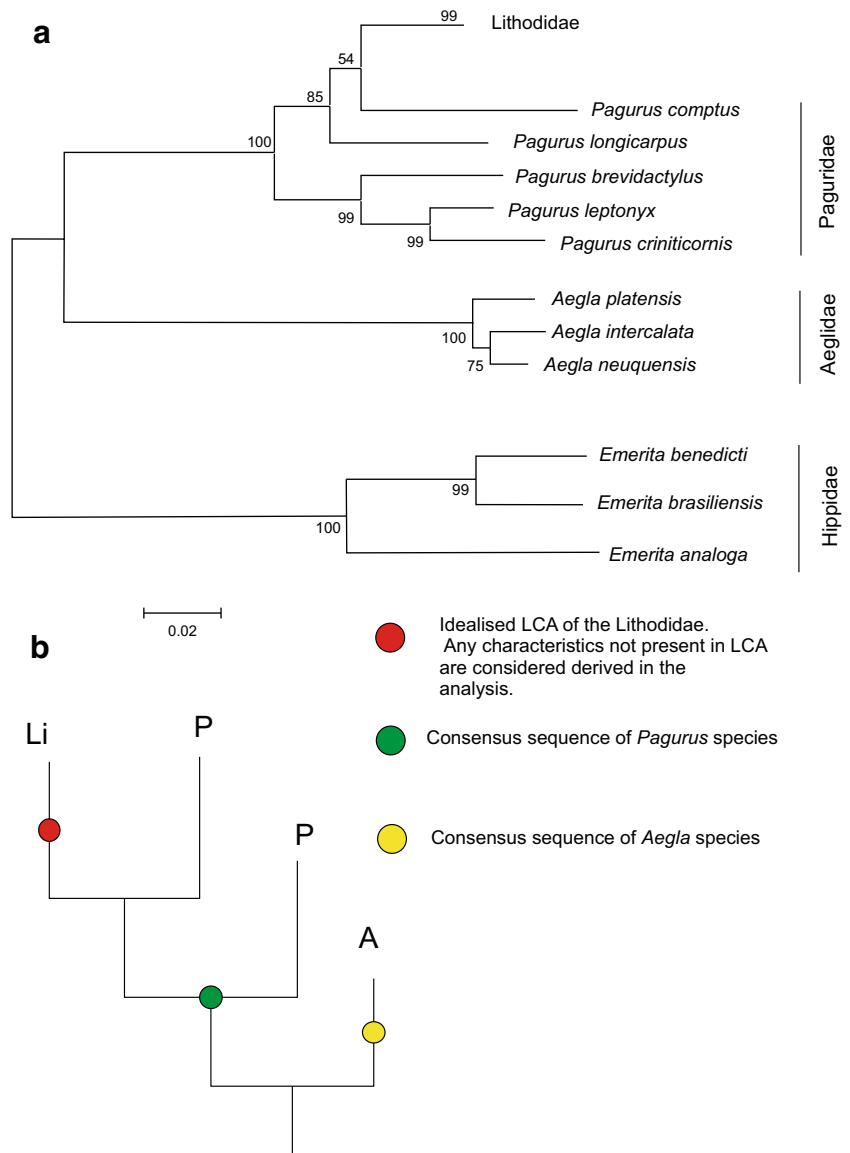 a
99
Lithodidae
54
Pagurus comptus
85
Pagurus longicarpus
100
Pagurus brevidactylus
Pagurus leptonyx
99
99
Pagurus criniticornis
Paguridae
Aegla platensis
Aegla intercalata
100
Aegla neuquensis
75
Aeglidae
Emerita benedicti
99
Emerita brasiliensis
100
Emerita analoga
Hippidae
0.02
b
Idealised LCA of the Lithodidae.
Any characteristics not present in LCA
are considered derived in the
analysis.
Consensus sequence of Pagurus species
Consensus sequence of Aegla species
Li
P
P
A